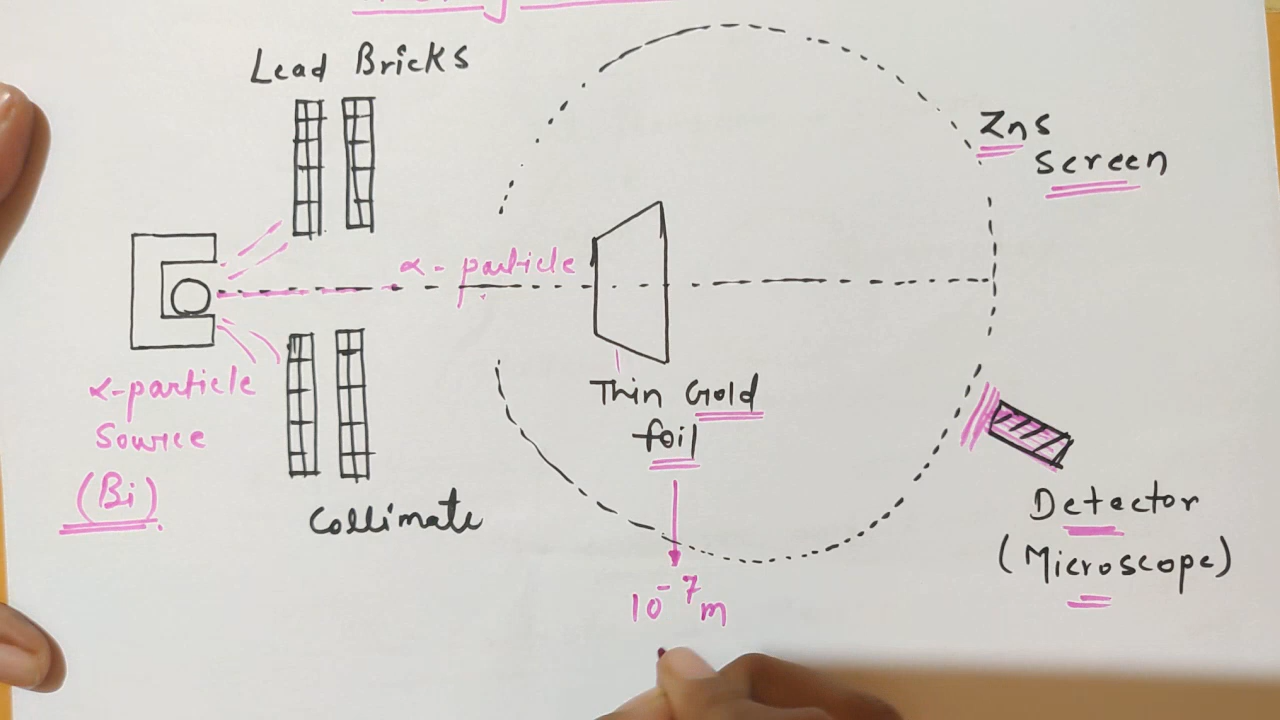 Lead Bricks
Zns
Screen
α-particle
α-particle
Source
(Bi)
Collimate
Thin Gold
foil
10⁻⁷m
Detector
(Microscope)